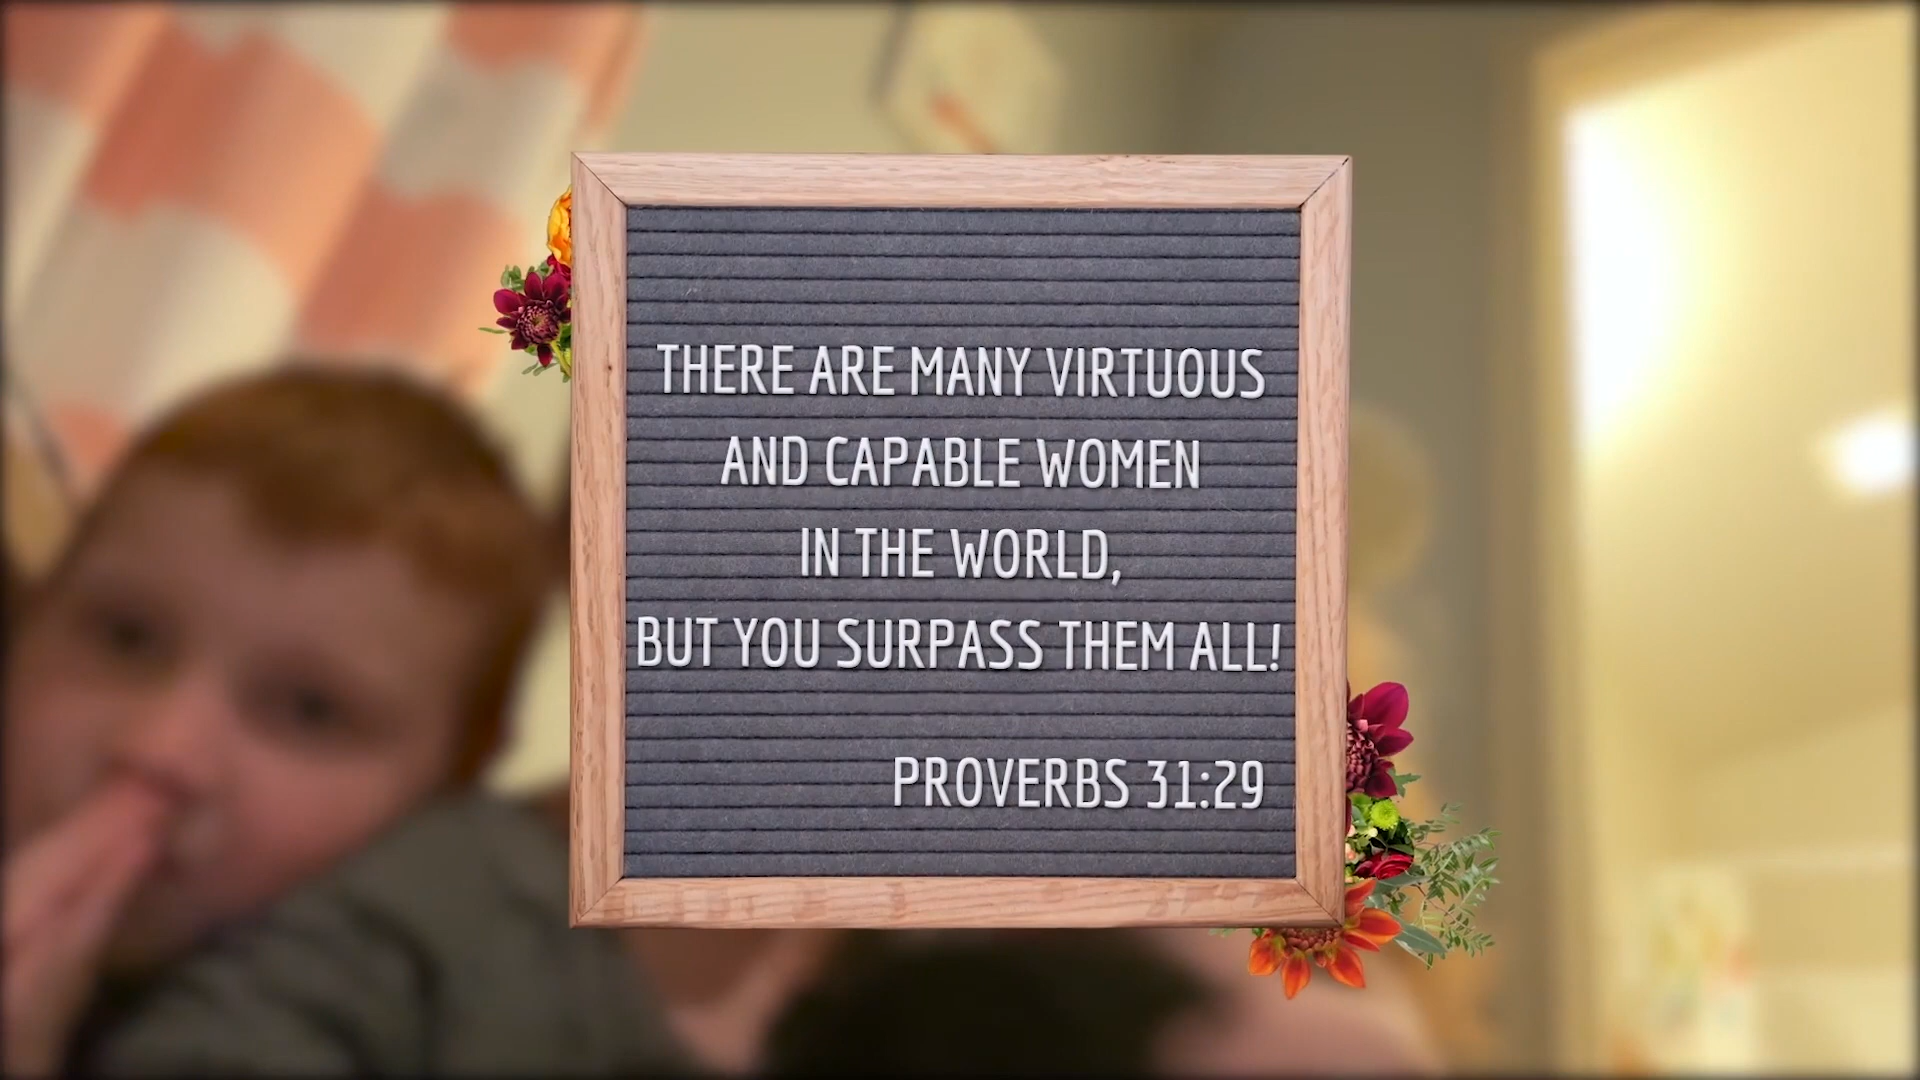 THERE ARE MANY VIRTUOUS
AND CAPABLE WOMEN
IN THE WORLD,
BUT YOU SURPASS THEM ALL!
PROVERBS 31:29